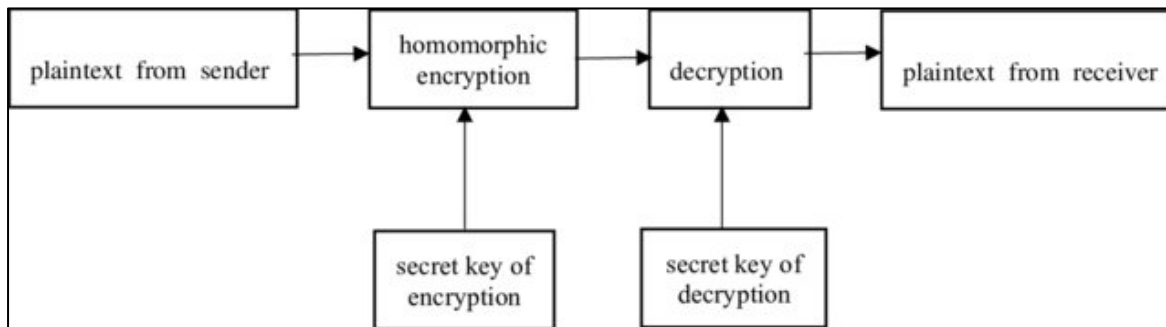 plaintext from sender
homomorphic
encryption
decryption
plaintext from receiver
secret key of
encryption
secret key of
decryption